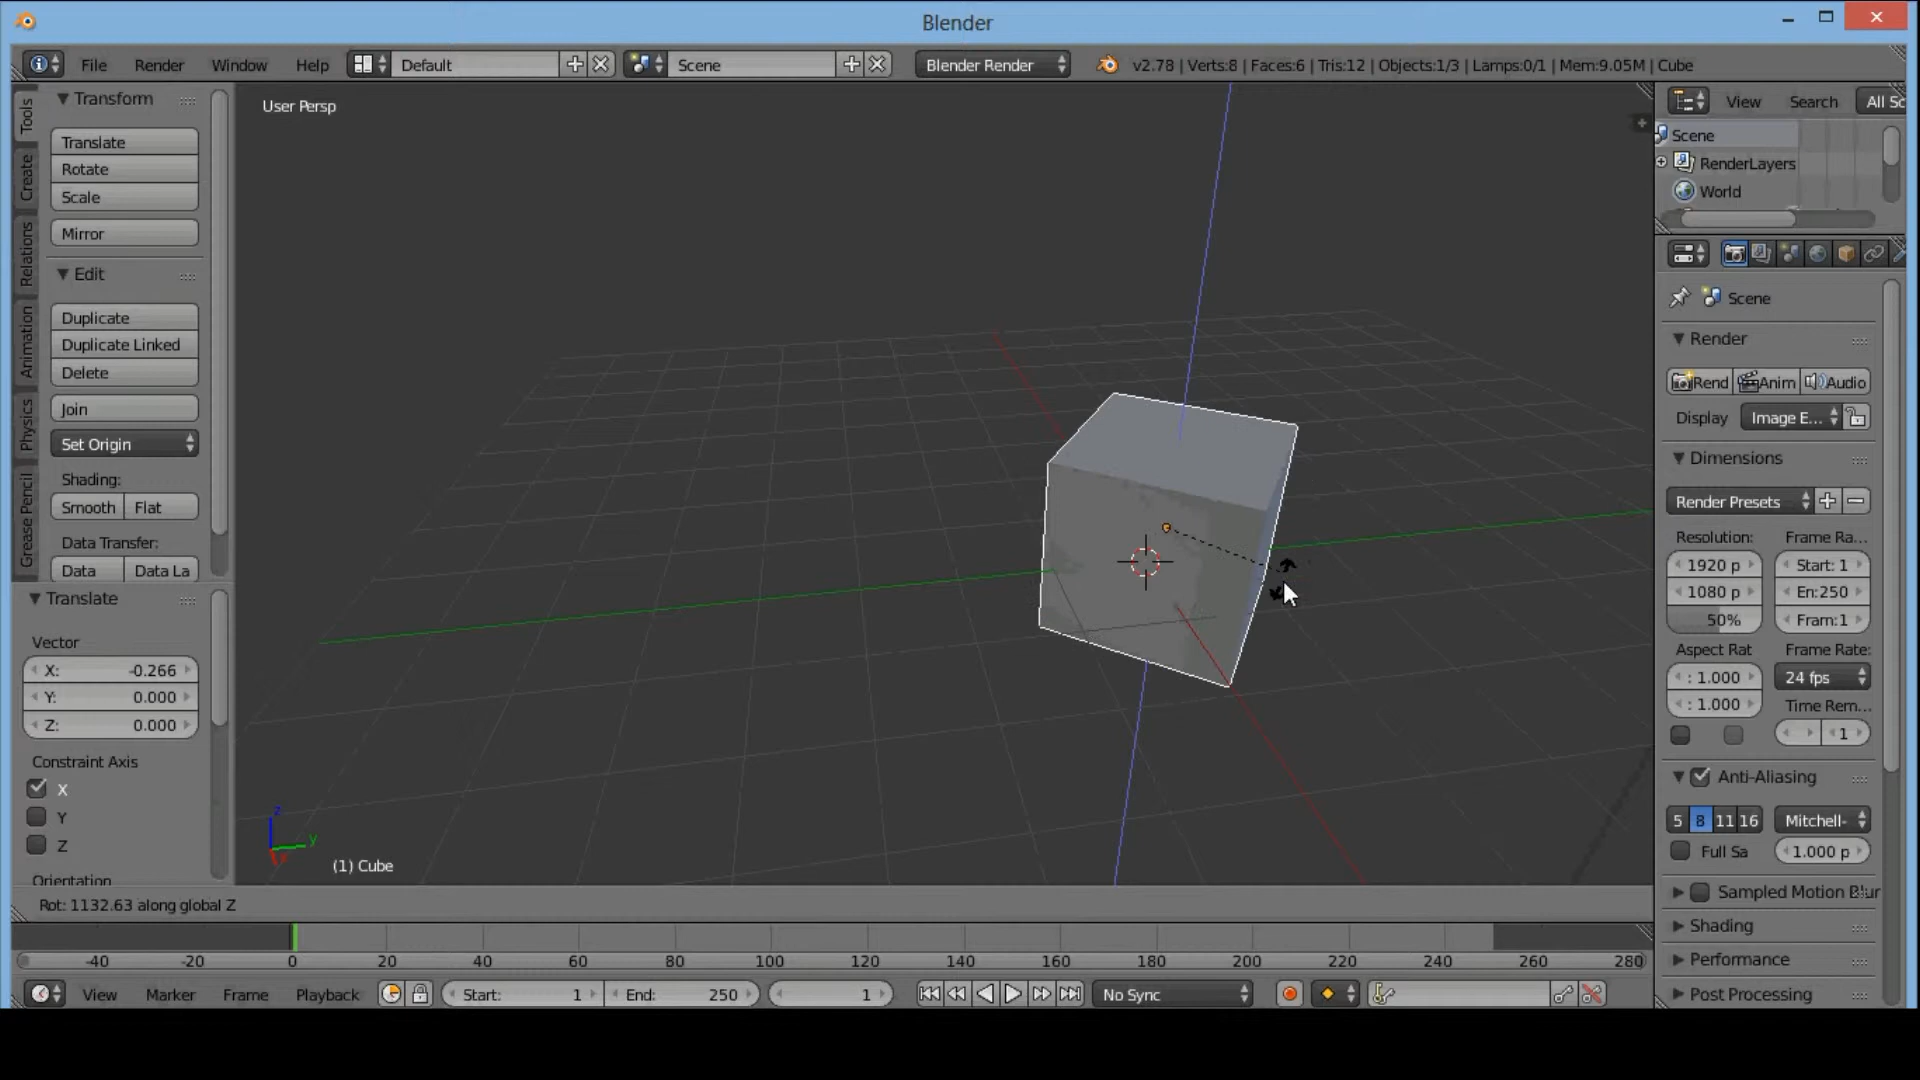 Blender
File Render Window Help Default Scene Blender Render v2.78 | Verts:8 | Faces:6 | Tris:12 | Objects:1/3 | Lamps:0/1 | Mem:9.05M | Cube
Tools
Create
Relations
Animation
Physics
Grease Pencil
Transform
Translate
Rotate
Scale
Mirror
Edit
Duplicate
Duplicate Linked
Delete
Join
Set Origin
Shading:
Smooth Flat
Data Transfer:
Data Data La
Translate
Vector
X: -0.266
Y: 0.000
Z: 0.000
Constraint Axis
X
Y
Z
Orientation
User Persp
z
y
x
(1) Cube
Rot: 1132.63 along global Z
View Search All Sc
Scene
RenderLayers
World
Scene
Render
Rend Anim Audio
Display Image E...
Dimensions
Render Presets
Resolution: Frame Ra...
1920 p Start: 1
1080 p En:250
50% Fram:1
Aspect Rat Frame Rate:
: 1.000 24 fps
: 1.000 Time Rem...
1
Anti-Aliasing
5 8 11 16 Mitchell-
Full Sa 1.000 p
Sampled Motion Blur
Shading
Performance
Post Processing
-40 -20 0 20 40 60 80 100 120 140 160 180 200 220 240 260 280
View Marker Frame Playback Start: 1 End: 250 1 No Sync